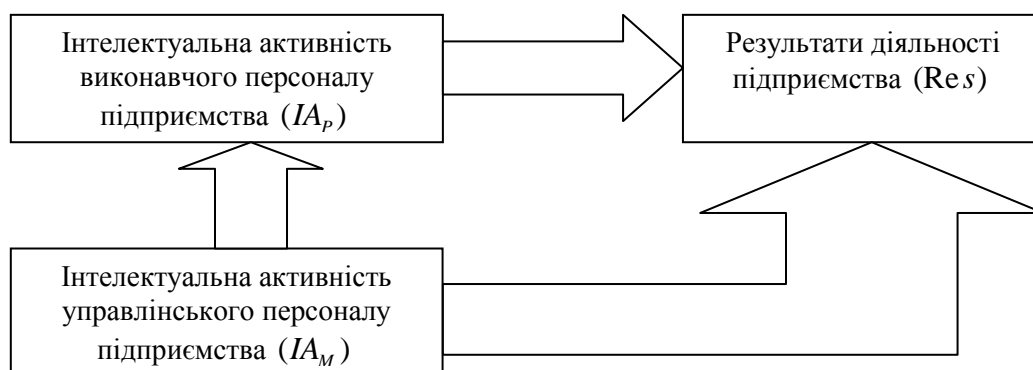 Інтелектуальна активність
виконавчого персоналу
підприємства (IA_P)
Результати діяльності
підприємства (Res)
Інтелектуальна активність
управлінського персоналу
підприємства (IA_M)